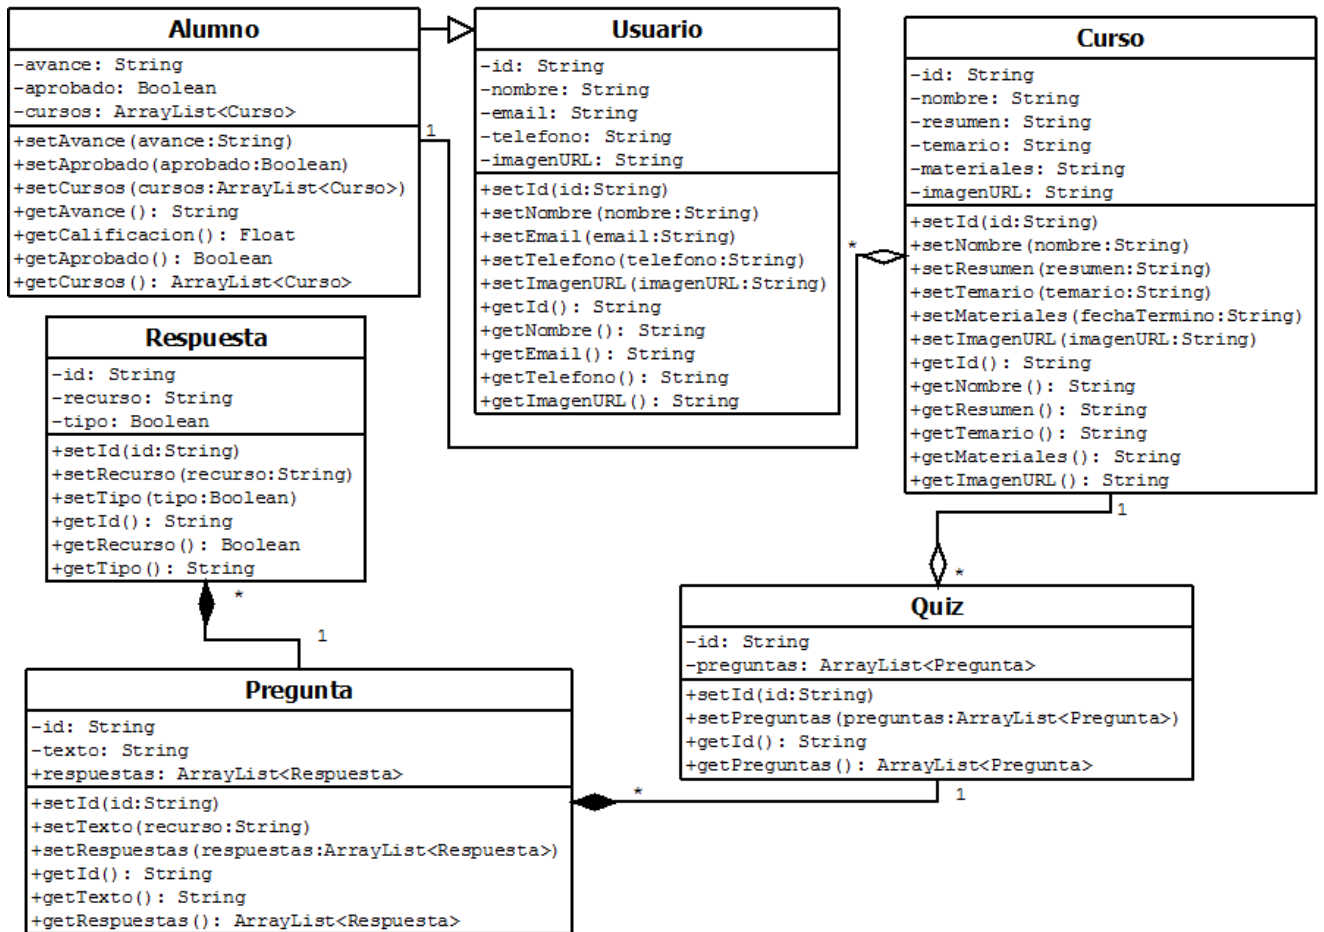 Alumno
-avance: String
-aprobado: Boolean
-cursos: ArrayList<Curso>
+setAvance(avance:String)
+setAprobado(aprobado:Boolean)
+setCursos(cursos:ArrayList<Curso>)
+getAvance(): String
+getCalificacion(): Float
+getAprobado(): Boolean
+getCursos(): ArrayList<Curso>
1
Usuario
-id: String
-nombre: String
-email: String
-telefono: String
-imagenURL: String
+setId(id:String)
+setNombre(nombre:String)
+setEmail(email:String)
+setTelefono(telefono:String)
+setImagenURL(imagenURL:String)
+getId(): String
+getNombre(): String
+getEmail(): String
+getTelefono(): String
+getImagenURL(): String
*
Curso
-id: String
-nombre: String
-resumen: String
-temario: String
-materiales: String
-imagenURL: String
+setId(id:String)
+setNombre(nombre:String)
+setResumen(resumen:String)
+setTemario(temario:String)
+setMateriales(fechaTermino:String)
+setImagenURL(imagenURL:String)
+getId(): String
+getNombre(): String
+getResumen(): String
+getTemario(): String
+getMateriales(): String
+getImagenURL(): String
1
*
Respuesta
-id: String
-recurso: String
-tipo: Boolean
+setId(id:String)
+setRecurso(recurso:String)
+setTipo(tipo:Boolean)
+getId(): String
+getRecurso(): Boolean
+getTipo(): String
*
1
Quiz
-id: String
-preguntas: ArrayList<Pregunta>
+setId(id:String)
+setPreguntas(preguntas:ArrayList<Pregunta>)
+getId(): String
+getPreguntas(): ArrayList<Pregunta>
1
*
Pregunta
-id: String
-texto: String
+respuestas: ArrayList<Respuesta>
+setId(id:String)
+setTexto(recurso:String)
+setRespuestas(respuestas:ArrayList<Respuesta>)
+getId(): String
+getTexto(): String
+getRespuestas(): ArrayList<Respuesta>